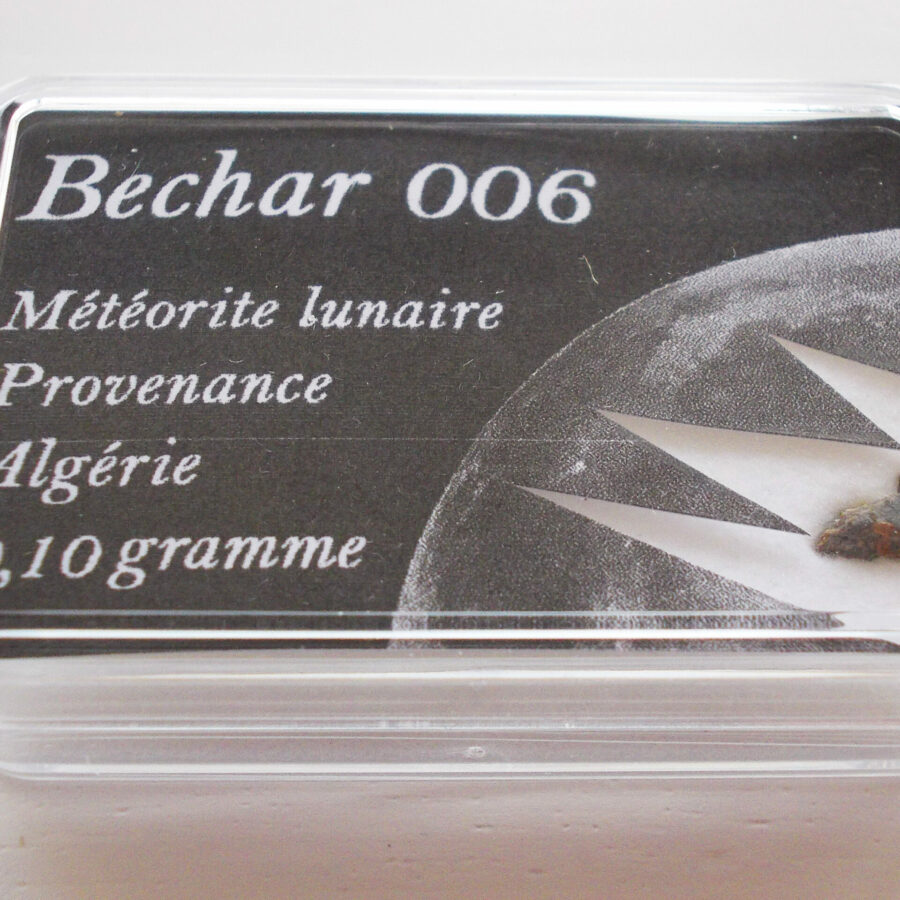 Bechar 006
Météorite lunaire
Provenance
Algérie
,10 gramme